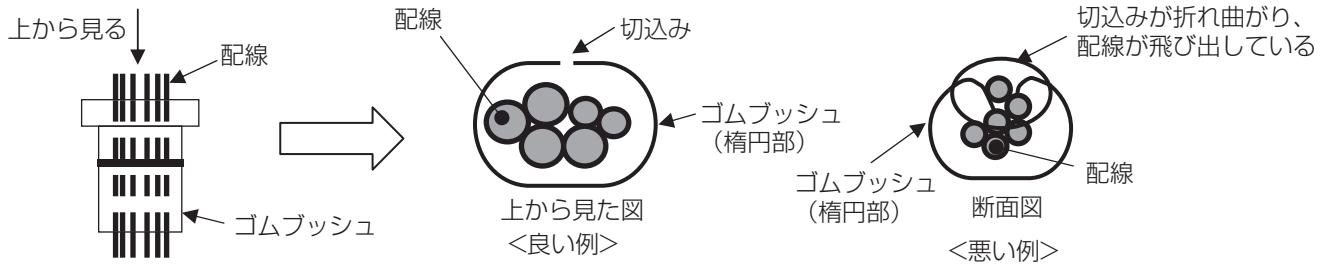 上から見る
配線
ゴムブッシュ
配線
切込み
ゴムブッシュ
（楕円部）
上から見た図
＜良い例＞
切込みが折れ曲がり、
配線が飛び出している
ゴムブッシュ
（楕円部）
配線
断面図
＜悪い例＞